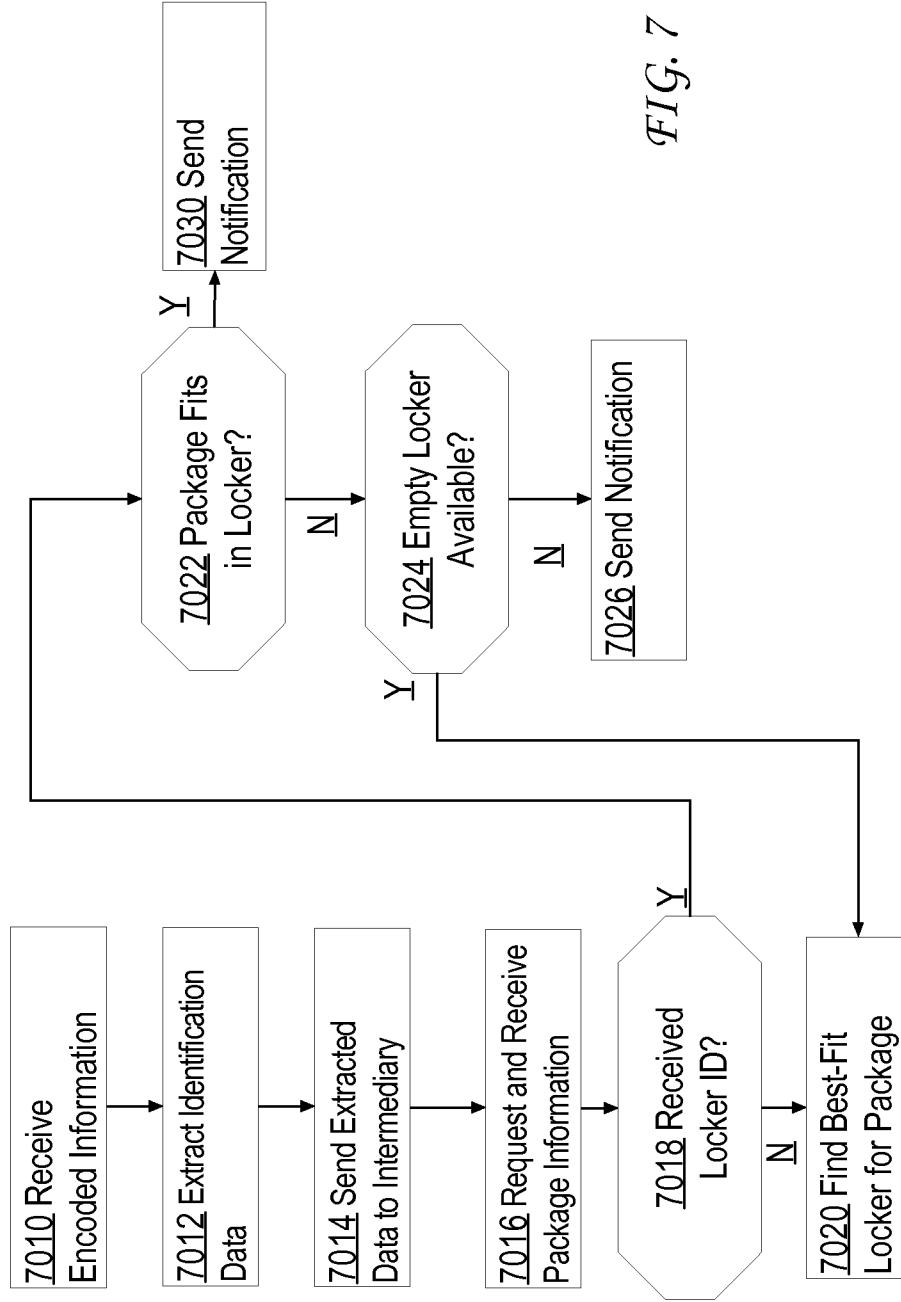 7010 Receive
Encoded Information
7012 Extract Identification
Data
7014 Send Extracted
Data to Intermediary
7016 Request and Receive
Package Information
7018 Received
Locker ID?
Y
N
7020 Find Best-Fit
Locker for Package
7022 Package Fits
in Locker?
Y
N
7030 Send
Notification
7024 Empty Locker
Available?
Y
N
7026 Send Notification
FIG. 7